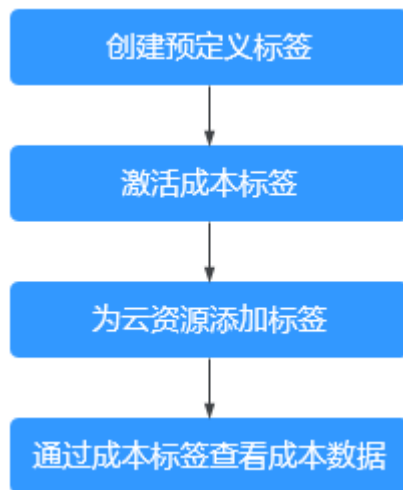 创建预定义标签
激活成本标签
为云资源添加标签
通过成本标签查看成本数据